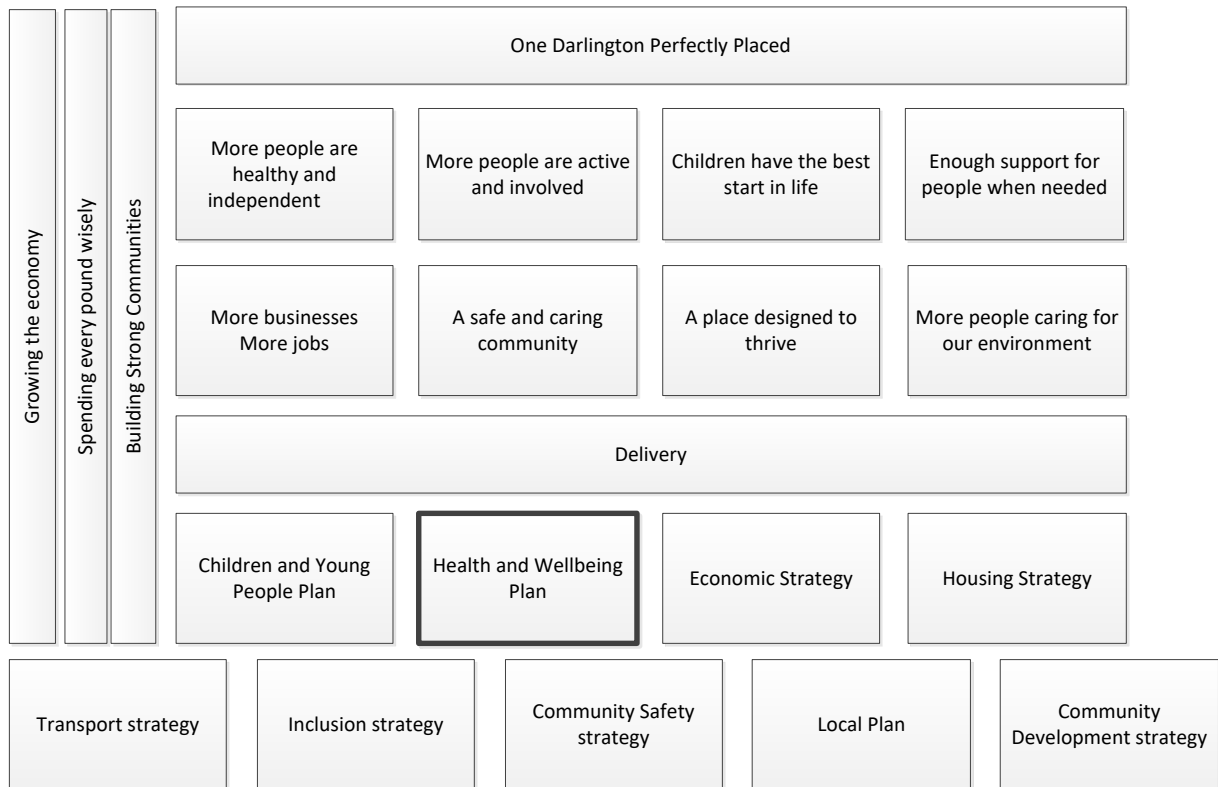 Growing the economy
Spending every pound wisely
Building Strong Communities
One Darlington Perfectly Placed
More people are
healthy and
independent
More people are active
and involved
Children have the best
start in life
Enough support for
people when needed
More businesses
More jobs
A safe and caring
community
A place designed to
thrive
More people caring for
our environment
Delivery
Children and Young
People Plan
Health and Wellbeing
Plan
Economic Strategy
Housing Strategy
Transport strategy
Inclusion strategy
Community Safety
strategy
Local Plan
Community
Development strategy